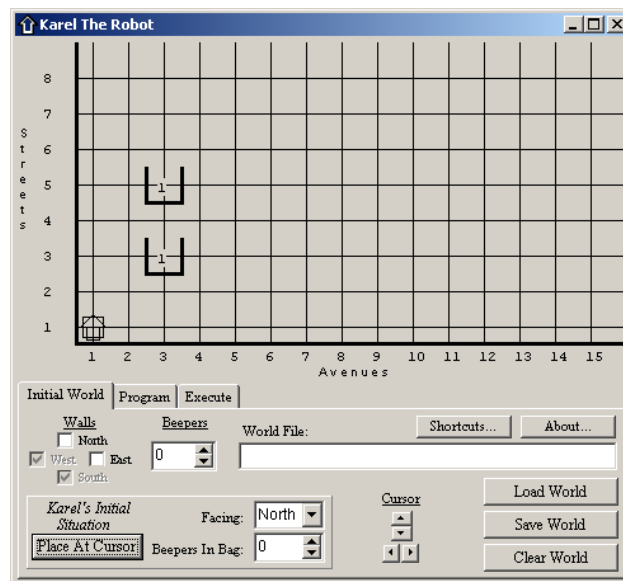 Karel The Robot
8
7
6
5
4
3
2
1
Streets
1
1
1 2 3 4 5 6 7 8 9 10 11 12 13 14 15
Avenues
Initial World Program Execute
Walls
North
West East
South
Beepers
0
World File:
Shortcuts... About...
Karel's Initial
Situation
Place At Cursor
Facing: North
Beepers In Bag: 0
Cursor
Load World
Save World
Clear World